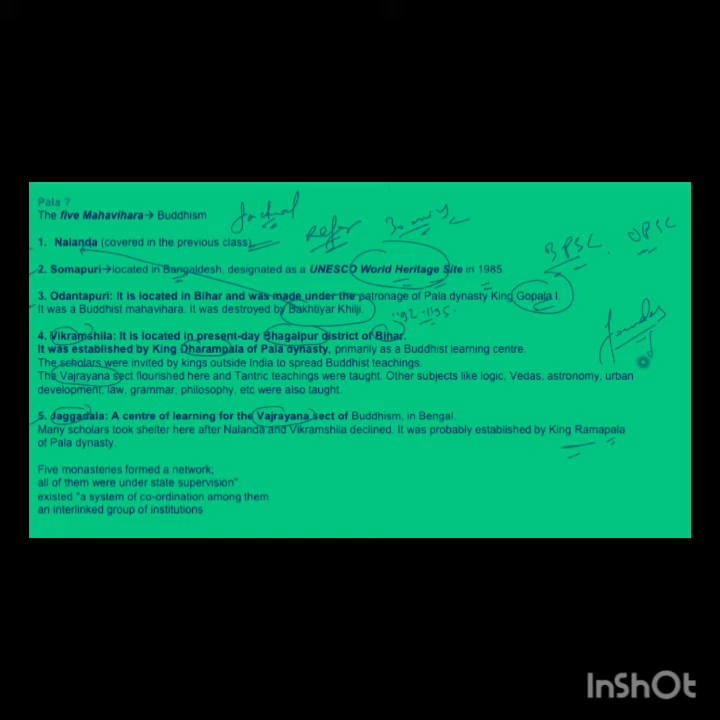 Pala ?
The five Mahavihara→ Buddhism
Factual
Refer
BPSC. OPSC
1. Nalanda (covered in the previous class)
2. Somapuri→located in Bangaldesh, designated as a UNESCO World Heritage Site in 1985.
3. Odantapuri: It is located in Bihar and was made under the patronage of Pala dynasty King Gopala I.
It was a Buddhist mahavihara. It was destroyed by Bakhtiyar Khilji.
4. Vikramshila: It is located in present-day Bhagalpur district of Bihar.
It was established by King Dharampala of Pala dynasty, primarily as a Buddhist learning centre.
The scholars were invited by kings outside India to spread Buddhist teachings.
The Vajrayana sect flourished here and Tantric teachings were taught. Other subjects like logic, Vedas, astronomy, urban
development, law, grammar, philosophy, etc were also taught.
5. Jaggadala: A centre of learning for the Vajrayana sect of Buddhism, in Bengal.
Many scholars took shelter here after Nalanda and Vikramshila declined. It was probably established by King Ramapala
of Pala dynasty.
Five monasteries formed a network;
all of them were under state supervision"
existed "a system of co-ordination among them
an interlinked group of institutions
InShOt